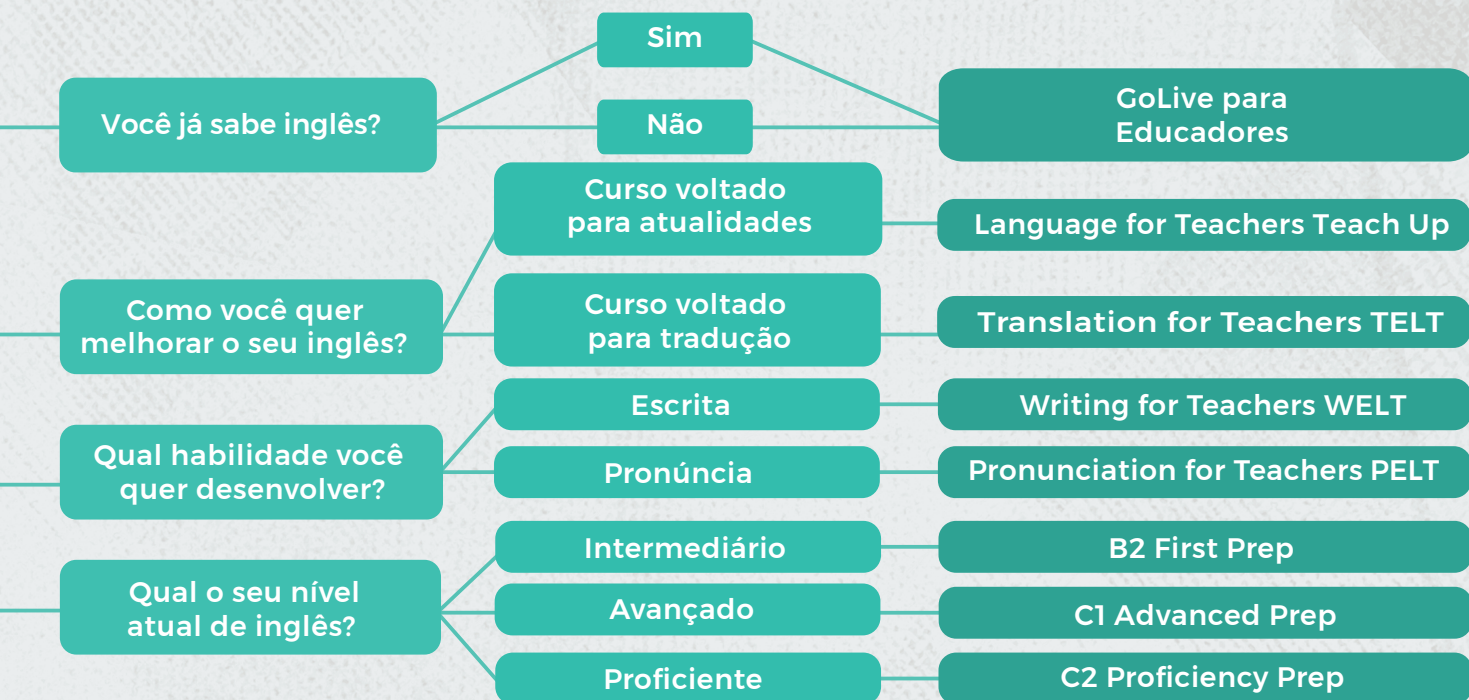 Você já sabe inglês?
Sim
Não
GoLive para
Educadores
Como você quer
melhorar o seu inglês?
Curso voltado
para atualidades
Language for Teachers Teach Up
Curso voltado
para tradução
Translation for Teachers TELT
Qual habilidade você
quer desenvolver?
Escrita
Writing for Teachers WELT
Pronúncia
Pronunciation for Teachers PELT
Qual o seu nível
atual de inglês?
Intermediário
B2 First Prep
Avançado
C1 Advanced Prep
Proficiente
C2 Proficiency Prep